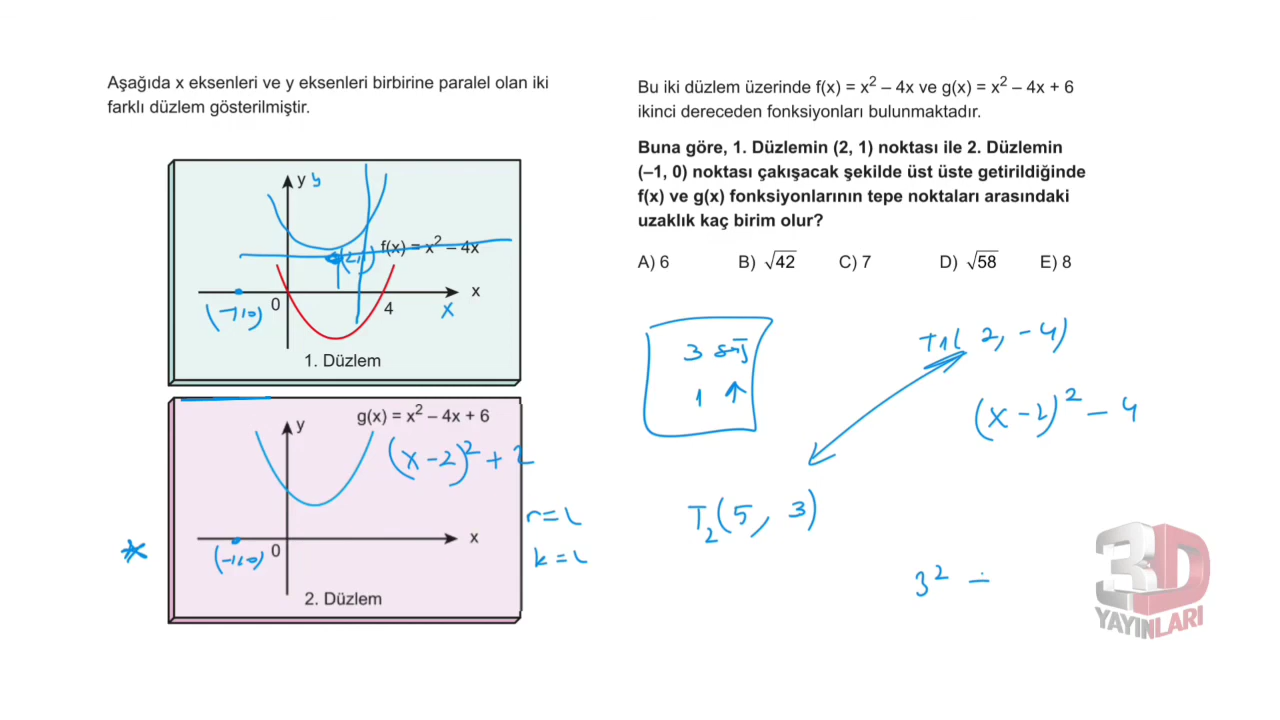 Aşağıda x eksenleri ve y eksenleri birbirine paralel olan iki
farklı düzlem gösterilmiştir.
y y
f(x) = x² – 4x
(2,1)
x
0
4
x
(-1,0)
1. Düzlem
g(x) = x² – 4x + 6
y
(x-2)² + 2
r=2
k=2
x
0
(-1,0)
2. Düzlem
Bu iki düzlem üzerinde f(x) = x² – 4x ve g(x) = x² – 4x + 6
ikinci dereceden fonksiyonları bulunmaktadır.
Buna göre, 1. Düzlemin (2, 1) noktası ile 2. Düzlemin
(–1, 0) noktası çakışacak şekilde üst üste getirildiğinde
f(x) ve g(x) fonksiyonlarının tepe noktaları arasındaki
uzaklık kaç birim olur?
A) 6 B) √42 C) 7 D) √58 E) 8
3 sağ
1 ↑
T1( 2, -4)
(x-2)² - 4
T2(5, 3)
3²
3D
YAYINLARI